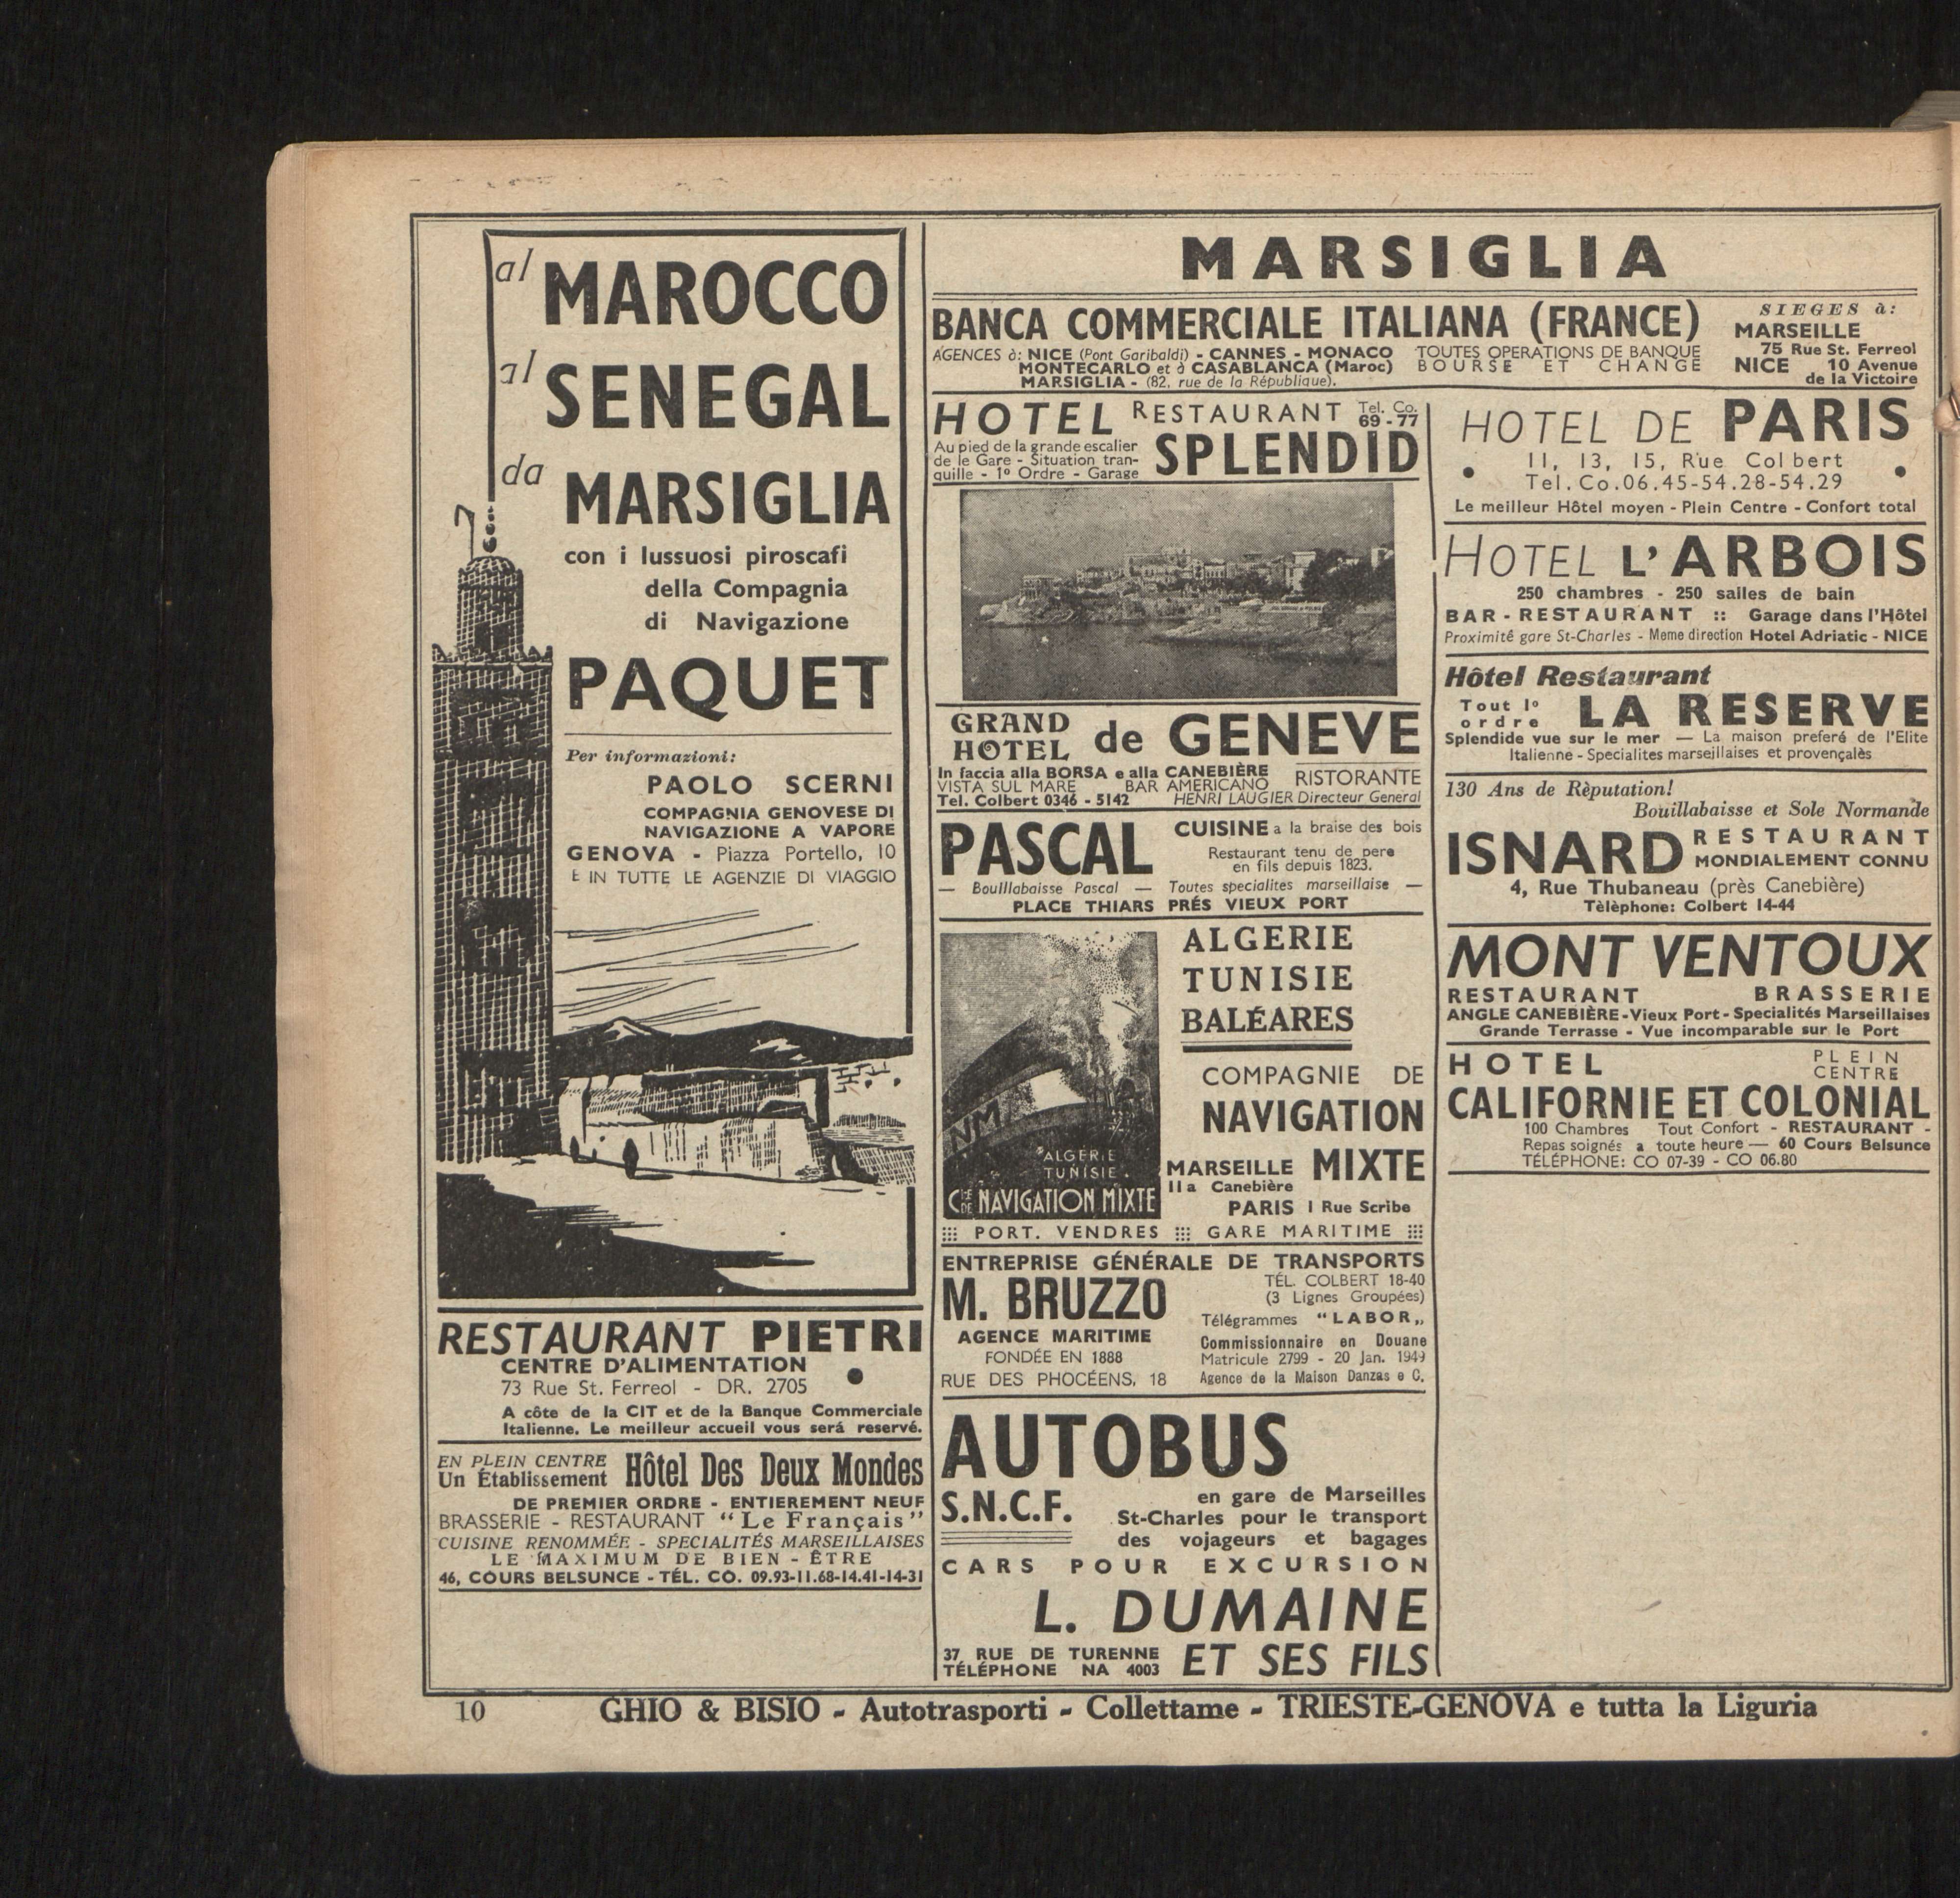 al MAROCCO
al SENEGAL
da MARSIGLIA
con i lussuosi piroscafi
della Compagnia
di Navigazione
PAQUET
Per informazioni:
PAOLO SCERNI
COMPAGNIA GENOVESE DI
NAVIGAZIONE A VAPORE
GENOVA - Piazza Portello, 10
E IN TUTTE LE AGENZIE DI VIAGGIO
RESTAURANT PIETRI
CENTRE D'ALIMENTATION
73 Rue St. Ferreol - DR. 2705
A côte de la CIT et de la Banque Commerciale
Italienne. Le meilleur accueil vous será reservé.
EN PLEIN CENTRE
Un Établissement Hôtel Des Deux Mondes
DE PREMIER ORDRE - ENTIEREMENT NEUF
BRASSERIE - RESTAURANT "Le Français"
CUISINE RENOMMÉE - SPECIALITÉS MARSEILLAISES
LE MAXIMUM DE BIEN - ÊTRE
46, COURS BELSUNCE - TÉL. CO. 09.93-11.68-14.41-14-31
MARSIGLIA
BANCA COMMERCIALE ITALIANA (FRANCE)
AGENCES à: NICE (Pont Garibaldi) - CANNES - MONACO
MONTECARLO et à CASABLANCA (Maroc)
MARSIGLIA - (82, rue de la République).
TOUTES OPERATIONS DE BANQUE
BOURSE ET CHANGE
SIEGES à:
MARSEILLE
75 Rue St. Ferreol
NICE 10 Avenue
de la Victoire
HOTEL RESTAURANT Tel. Co.
69-77
SPLENDID
Au pied de la grande escalier
de le Gare - Situation tran-
quille - 1º Ordre - Garage
GRAND
HOTEL de GENEVE
In faccia alla BORSA e alla CANEBIÈRE
VISTA SUL MARE BAR AMERICANO RISTORANTE
Tel. Colbert 0346 - 5142 HENRI LAUGIER Directeur General
PASCAL
CUISINE a la braise des bois
Restaurant tenu de pere
en fils depuis 1823.
— Boulllabaisse Pascal — Toutes specialites marseillaise —
PLACE THIARS PRÉS VIEUX PORT
NM
ALGERIE
TUNISIE.
CIE DE NAVIGATION MIXTE
ALGERIE
TUNISIE
BALÉARES
COMPAGNIE DE
NAVIGATION
MIXTE
MARSEILLE
11a Canebière
PARIS 1 Rue Scribe
PORT. VENDRES GARE MARITIME
ENTREPRISE GÉNÉRALE DE TRANSPORTS
M. BRUZZO
AGENCE MARITIME
FONDÉE EN 1888
RUE DES PHOCÉENS, 18
TÉL. COLBERT 18-40
(3 Lignes Groupées)
Télégrammes "LABOR„
Commissionnaire en Douane
Matricule 2799 - 20 Jan. 1949
Agence de la Maison Danzas e C.
AUTOBUS
S.N.C.F.
en gare de Marseilles
St-Charles pour le transport
des vojageurs et bagages
CARS POUR EXCURSION
L. DUMAINE
37 RUE DE TURENNE
TÉLÉPHONE NA 4003
ET SES FILS
HOTEL DE PARIS
11, 13, 15, Rue Colbert
Tel. Co.06.45-54.28-54.29
Le meilleur Hôtel moyen - Plein Centre - Confort total
HOTEL L'ARBOIS
250 chambres - 250 salles de bain
BAR - RESTAURANT :: Garage dans l'Hôtel
Proximitê gare St-Charles - Meme direction Hotel Adriatic - NICE
Hôtel Restaurant
Tout 1º
ordre LA RESERVE
Splendide vue sur le mer — La maison preferé de l'Elite
Italienne - Specialites marseillaises et provençalès
130 Ans de Rèputation!
Bouillabaisse et Sole Normande
ISNARD RESTAURANT
MONDIALEMENT CONNU
4, Rue Thubaneau (près Canebière)
Tèlèphone: Colbert 14-44
MONT VENTOUX
RESTAURANT BRASSERIE
ANGLE CANEBIÈRE - Vieux Port - Specialités Marseillaises
Grande Terrasse - Vue incomparable sur le Port
HOTEL PLEIN
CENTRE
CALIFORNIE ET COLONIAL
100 Chambres Tout Confort - RESTAURANT -
Repas soignés a toute heure — 60 Cours Belsunce
TÉLÉPHONE: CO 07-39 - CO 06.80
10 GHIO & BISIO - Autotrasporti - Collettame - TRIESTE-GENOVA e tutta la Liguria